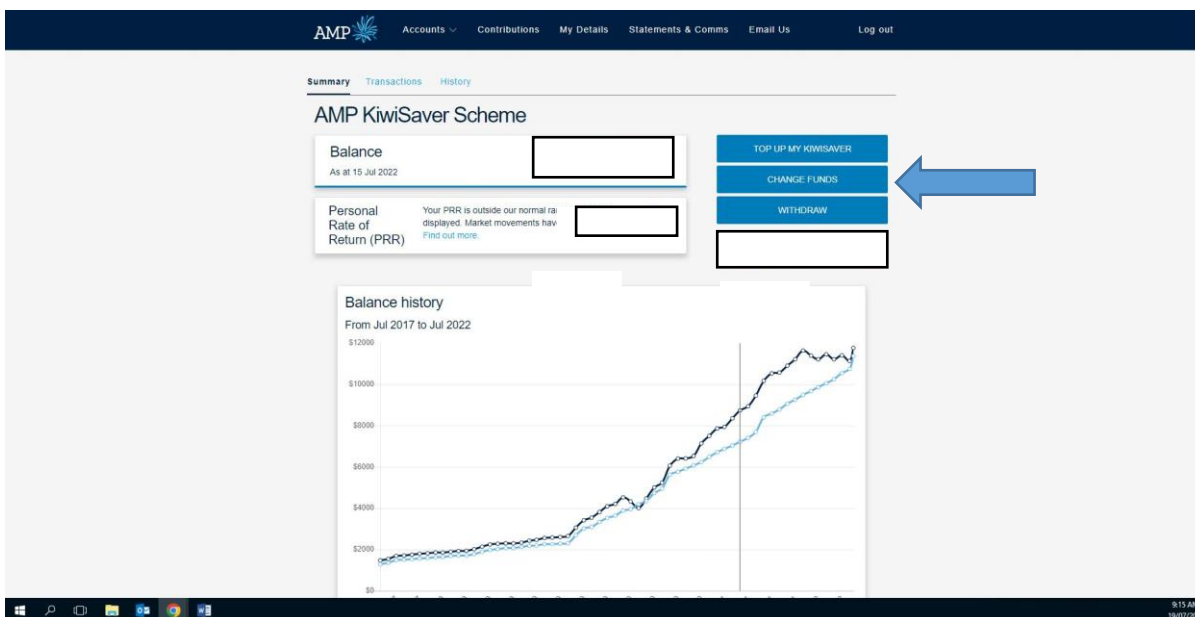 AMP Accounts Contributions My Details Statements & Comms Email Us Log out
Summary Transactions History
AMP KiwiSaver Scheme
Balance
As at 15 Jul 2022
TOP UP MY KIWISAVER
CHANGE FUNDS
WITHDRAW
Personal
Rate of
Return (PRR)
Your PRR is outside our normal
displayed. Market movements
Find out more
Balance history
From Jul 2017 to Jul 2022
$12000
$10000
$8000
$6000
$4000
$2000
$0
9:15 AM